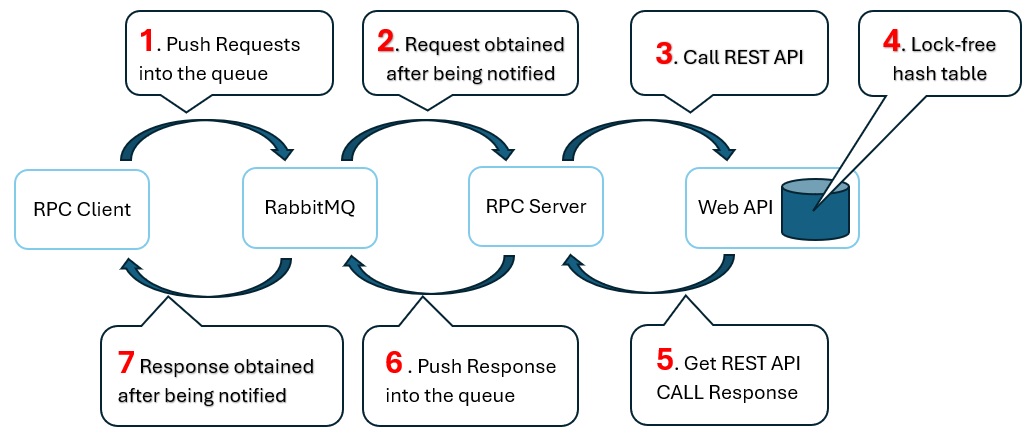 1. Push Requests
into the queue
2. Request obtained
after being notified
3. Call REST API
4. Lock-free
hash table
RPC Client
RabbitMQ
RPC Server
Web API
7 Response obtained
after being notified
6 . Push Response
into the queue
5. Get REST API
CALL Response